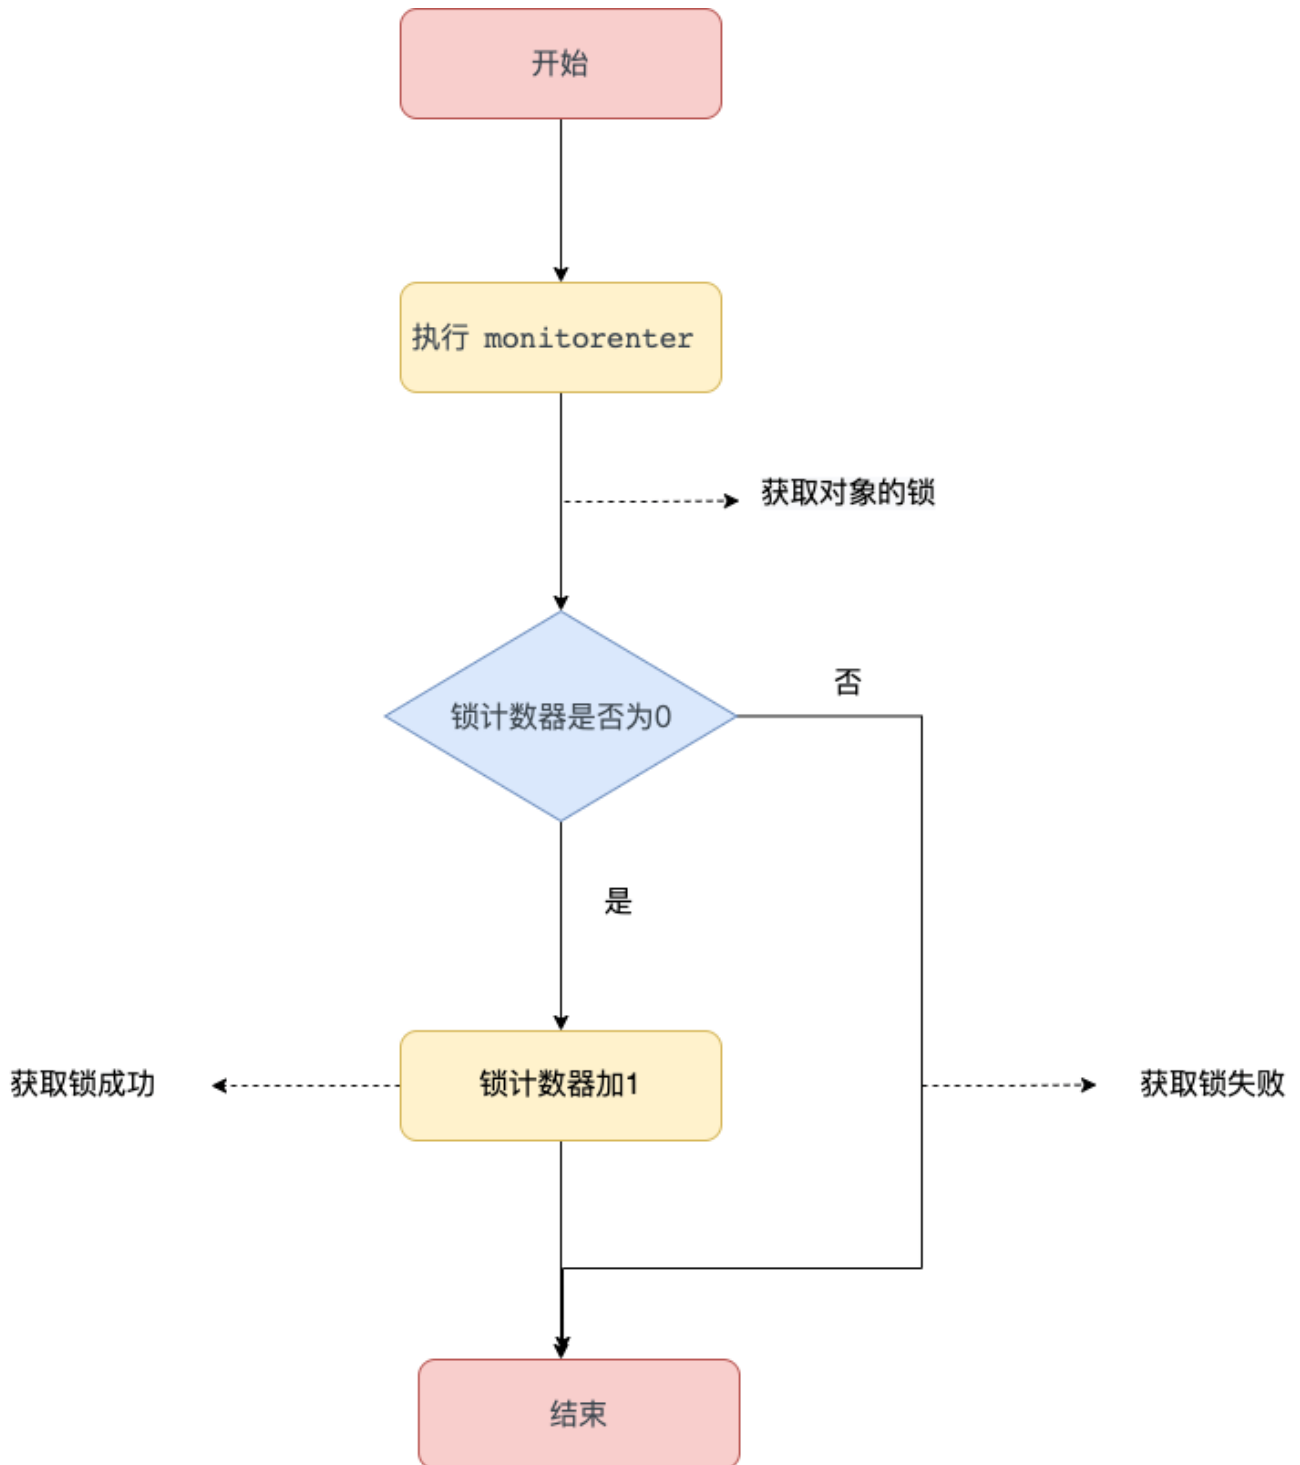 开始
执行 monitorenter
获取对象的锁
否
锁计数器是否为0
是
获取锁成功
锁计数器加1
获取锁失败
结束